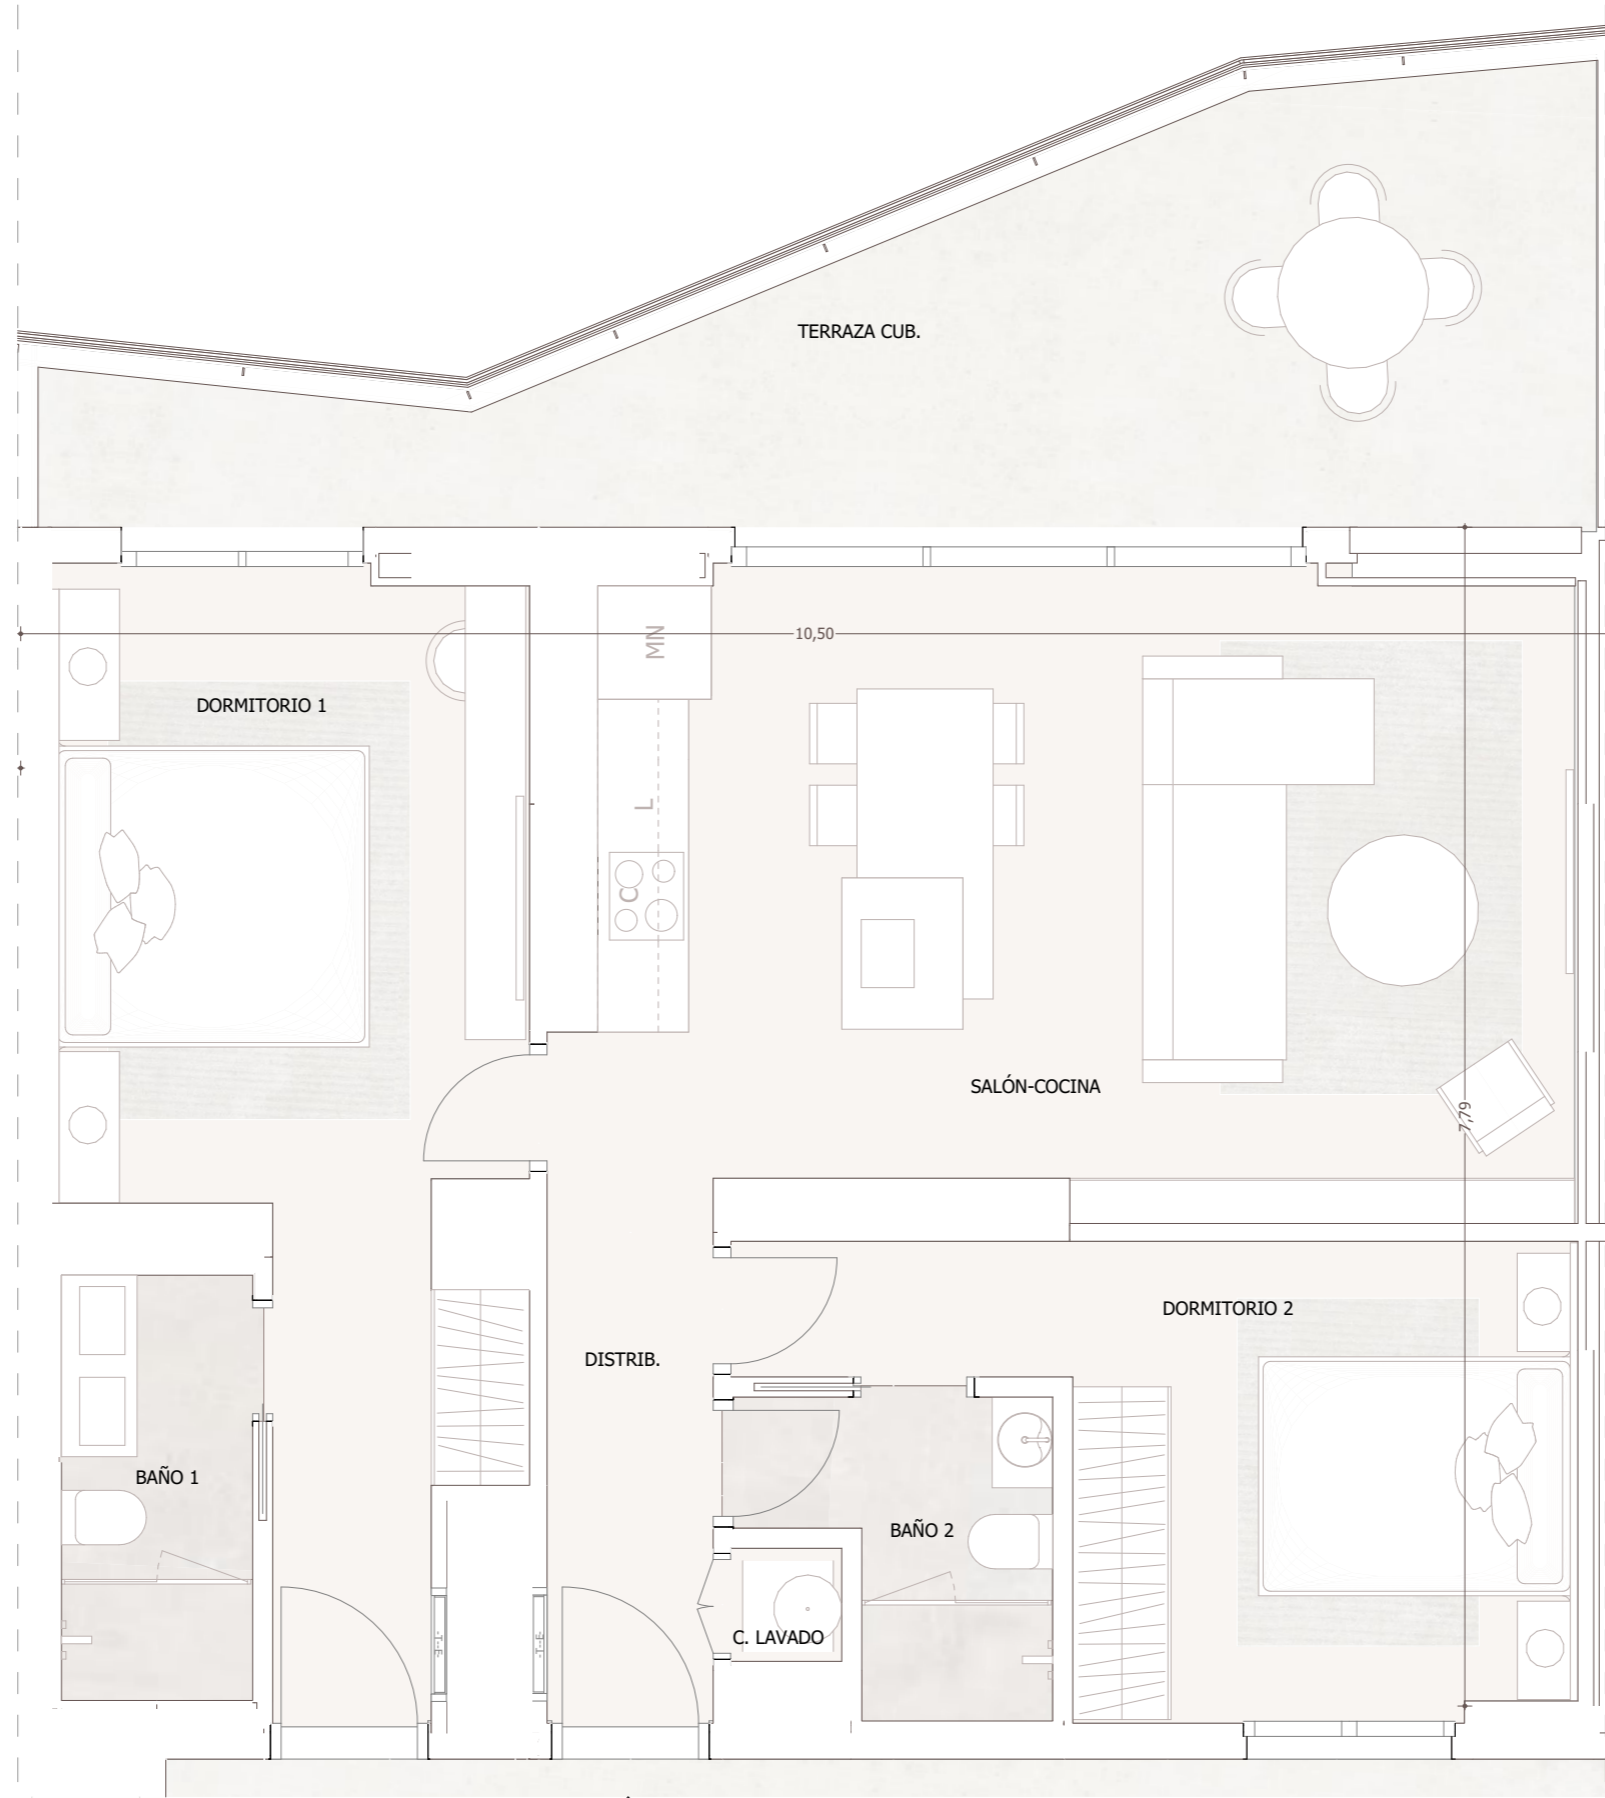 TERRAZA CUB.
10,50
MN
DORMITORIO 1
L
C
SALÓN-COCINA
7,79
DORMITORIO 2
DISTRIB.
BAÑO 1
BAÑO 2
C. LAVADO